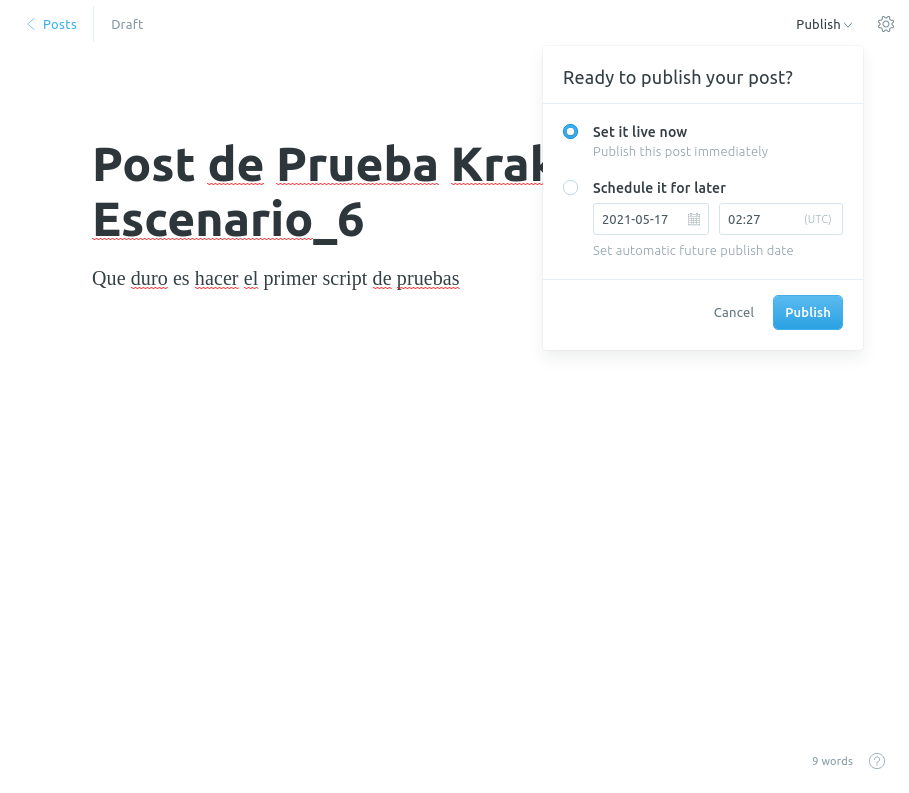 Posts
Draft
Publish
Ready to publish your post?
Set it live now
Publish this post immediately
Schedule it for later
2021-05-17
02:27
(UTC)
Set automatic future publish date
Cancel
Publish
Post de Prueba
Escenario_6
Que duro es hacer el primer script de pruebas
9 words
?